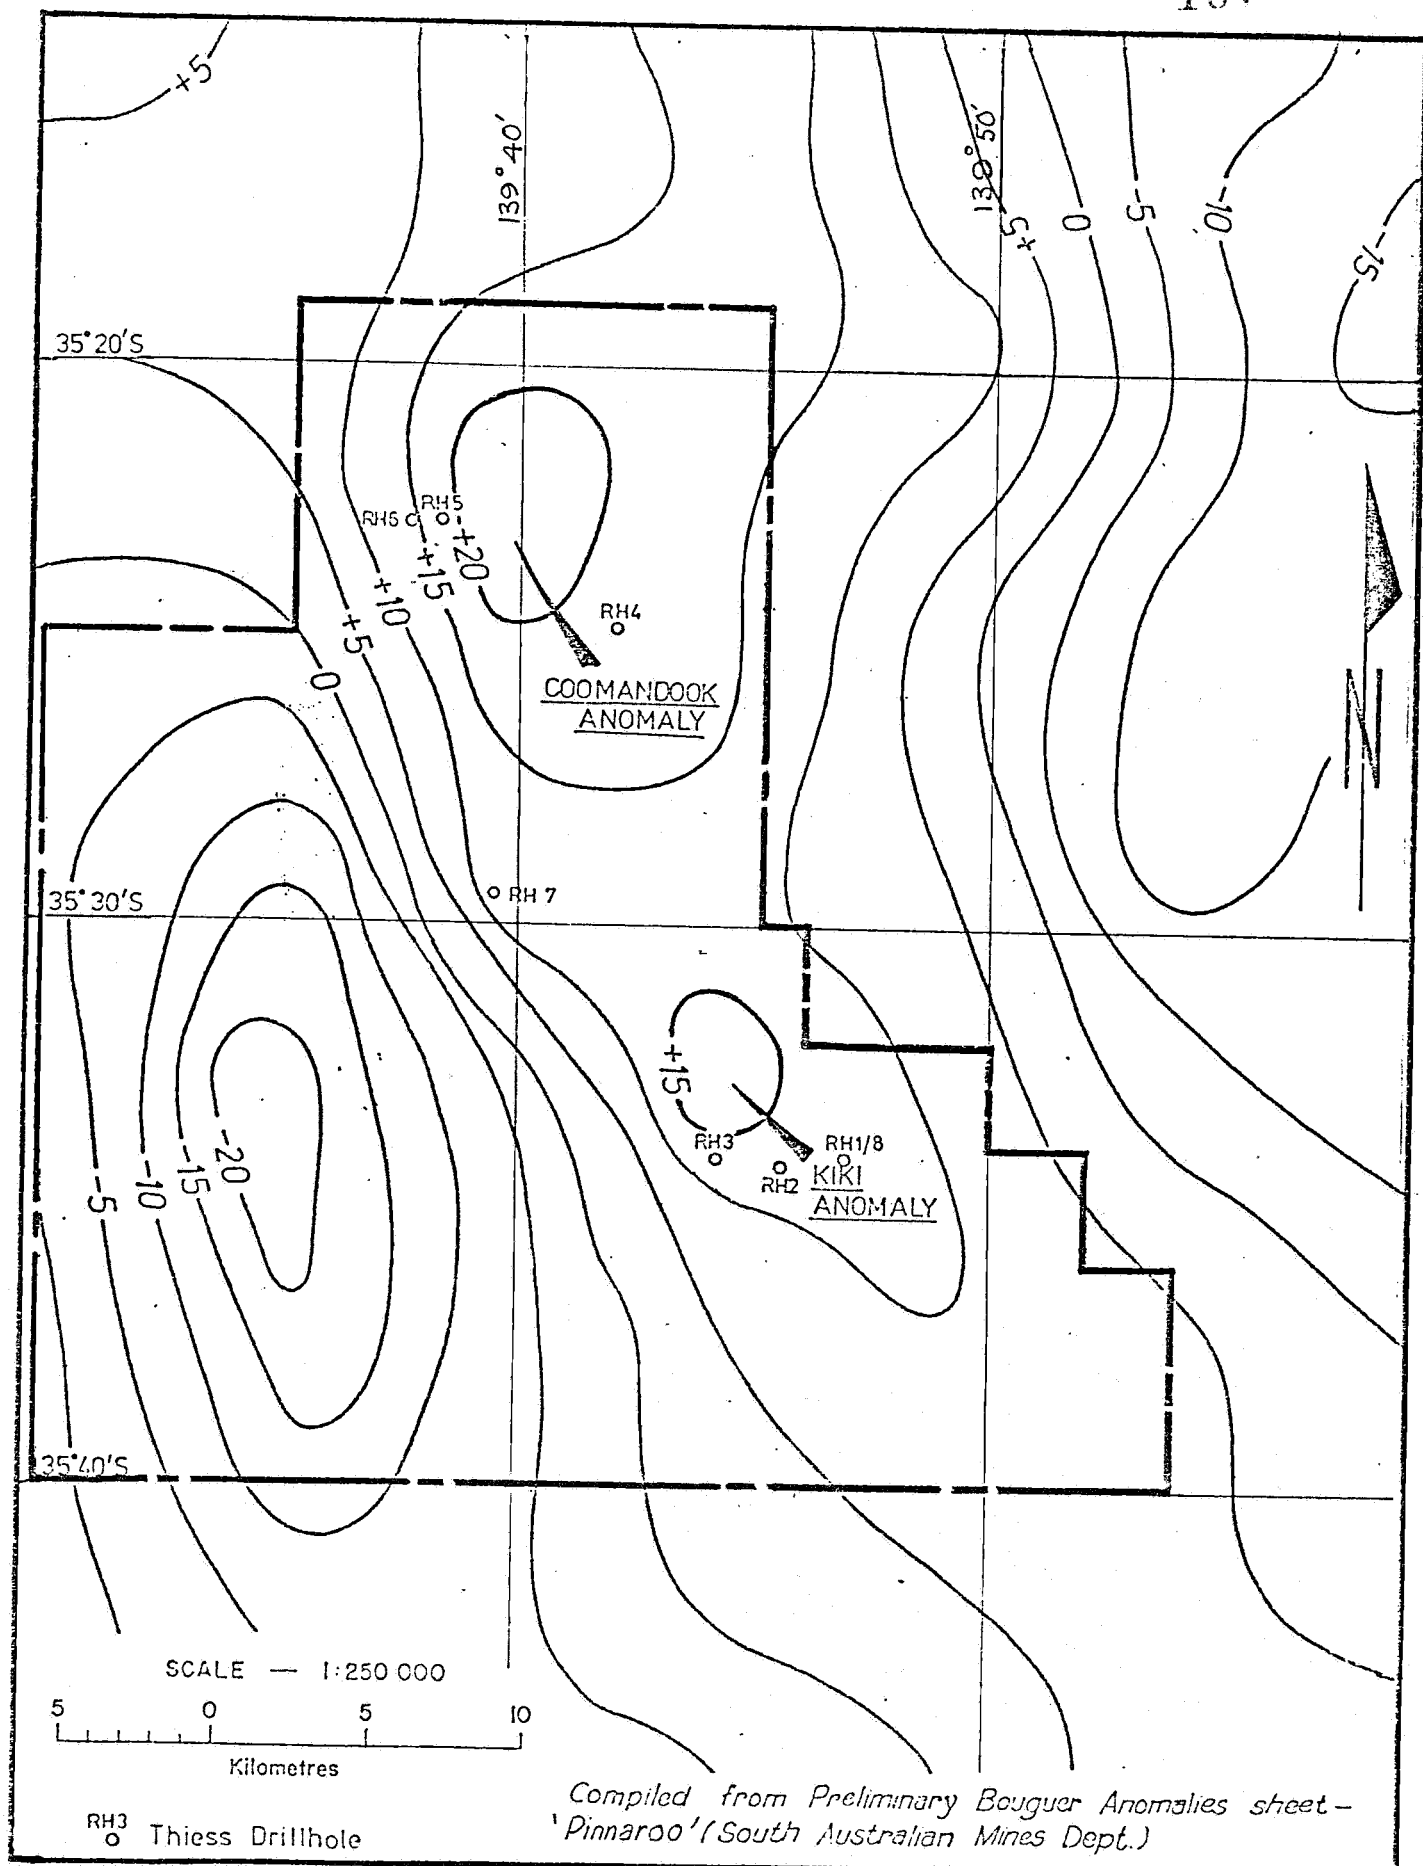 +5
139°40'
138°50'
+5
0
-5
-10
-15
35°20'S
RH6
RH5
+20
+15
+10
+5
0
RH4
COOMANDOOK
ANOMALY
N
35°30'S
RH 7
+15
RH3
RH1/8
RH2
KIKI
ANOMALY
-20
-15
-10
-5
35°40'S
SCALE — 1:250 000
5 0 5 10
Kilometres
RH3
Thiess Drillhole
Compiled from Preliminary Bouguer Anomalies sheet-
'Pinnaroo' (South Australian Mines Dept.)